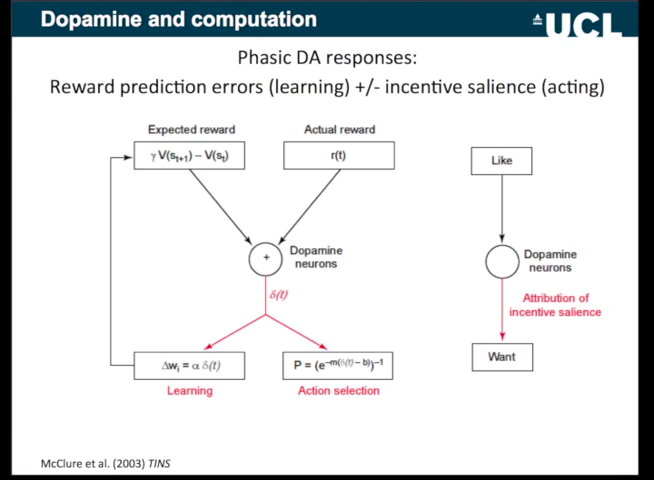 Dopamine and computation
UCL
Phasic DA responses:
Reward prediction errors (learning) +/- incentive salience (acting)
Expected reward
Actual reward
γ V(sₜ₊₁) – V(sₜ)
r(t)
Like
+
Dopamine
neurons
Dopamine
neurons
δ(t)
Attribution of
incentive salience
Δwᵢ = α δ(t)
P = (e⁻ᵐ⁽δ⁽ᵗ⁾ ⁻ ᵇ⁾)⁻¹
Want
Learning
Action selection
McClure et al. (2003) TINS